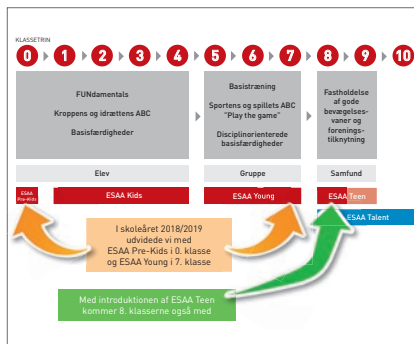 KLASSETRIN
0 1 2 3 4 5 6 7 8 9 10
FUNdamentals
Kroppens og idrættens ABC
Basisfærdigheder
Basistræning
Sportens og spillets ABC
"Play the game"
Disciplinorienterede
basisfærdigheder
Fastholdelse
af gode
bevægelses-
vaner og
forenings-
tilknytning
Elev
Gruppe
Samfund
ESAA
Pre-Kids
ESAA Kids
ESAA Young
ESAA Teen
ESAA Talent
I skoleåret 2018/2019
udvidede vi med
ESAA Pre-Kids i 0. klasse
og ESAA Young i 7. klasse
Med introduktionen af ESAA Teen
kommer 8. klasserne også med